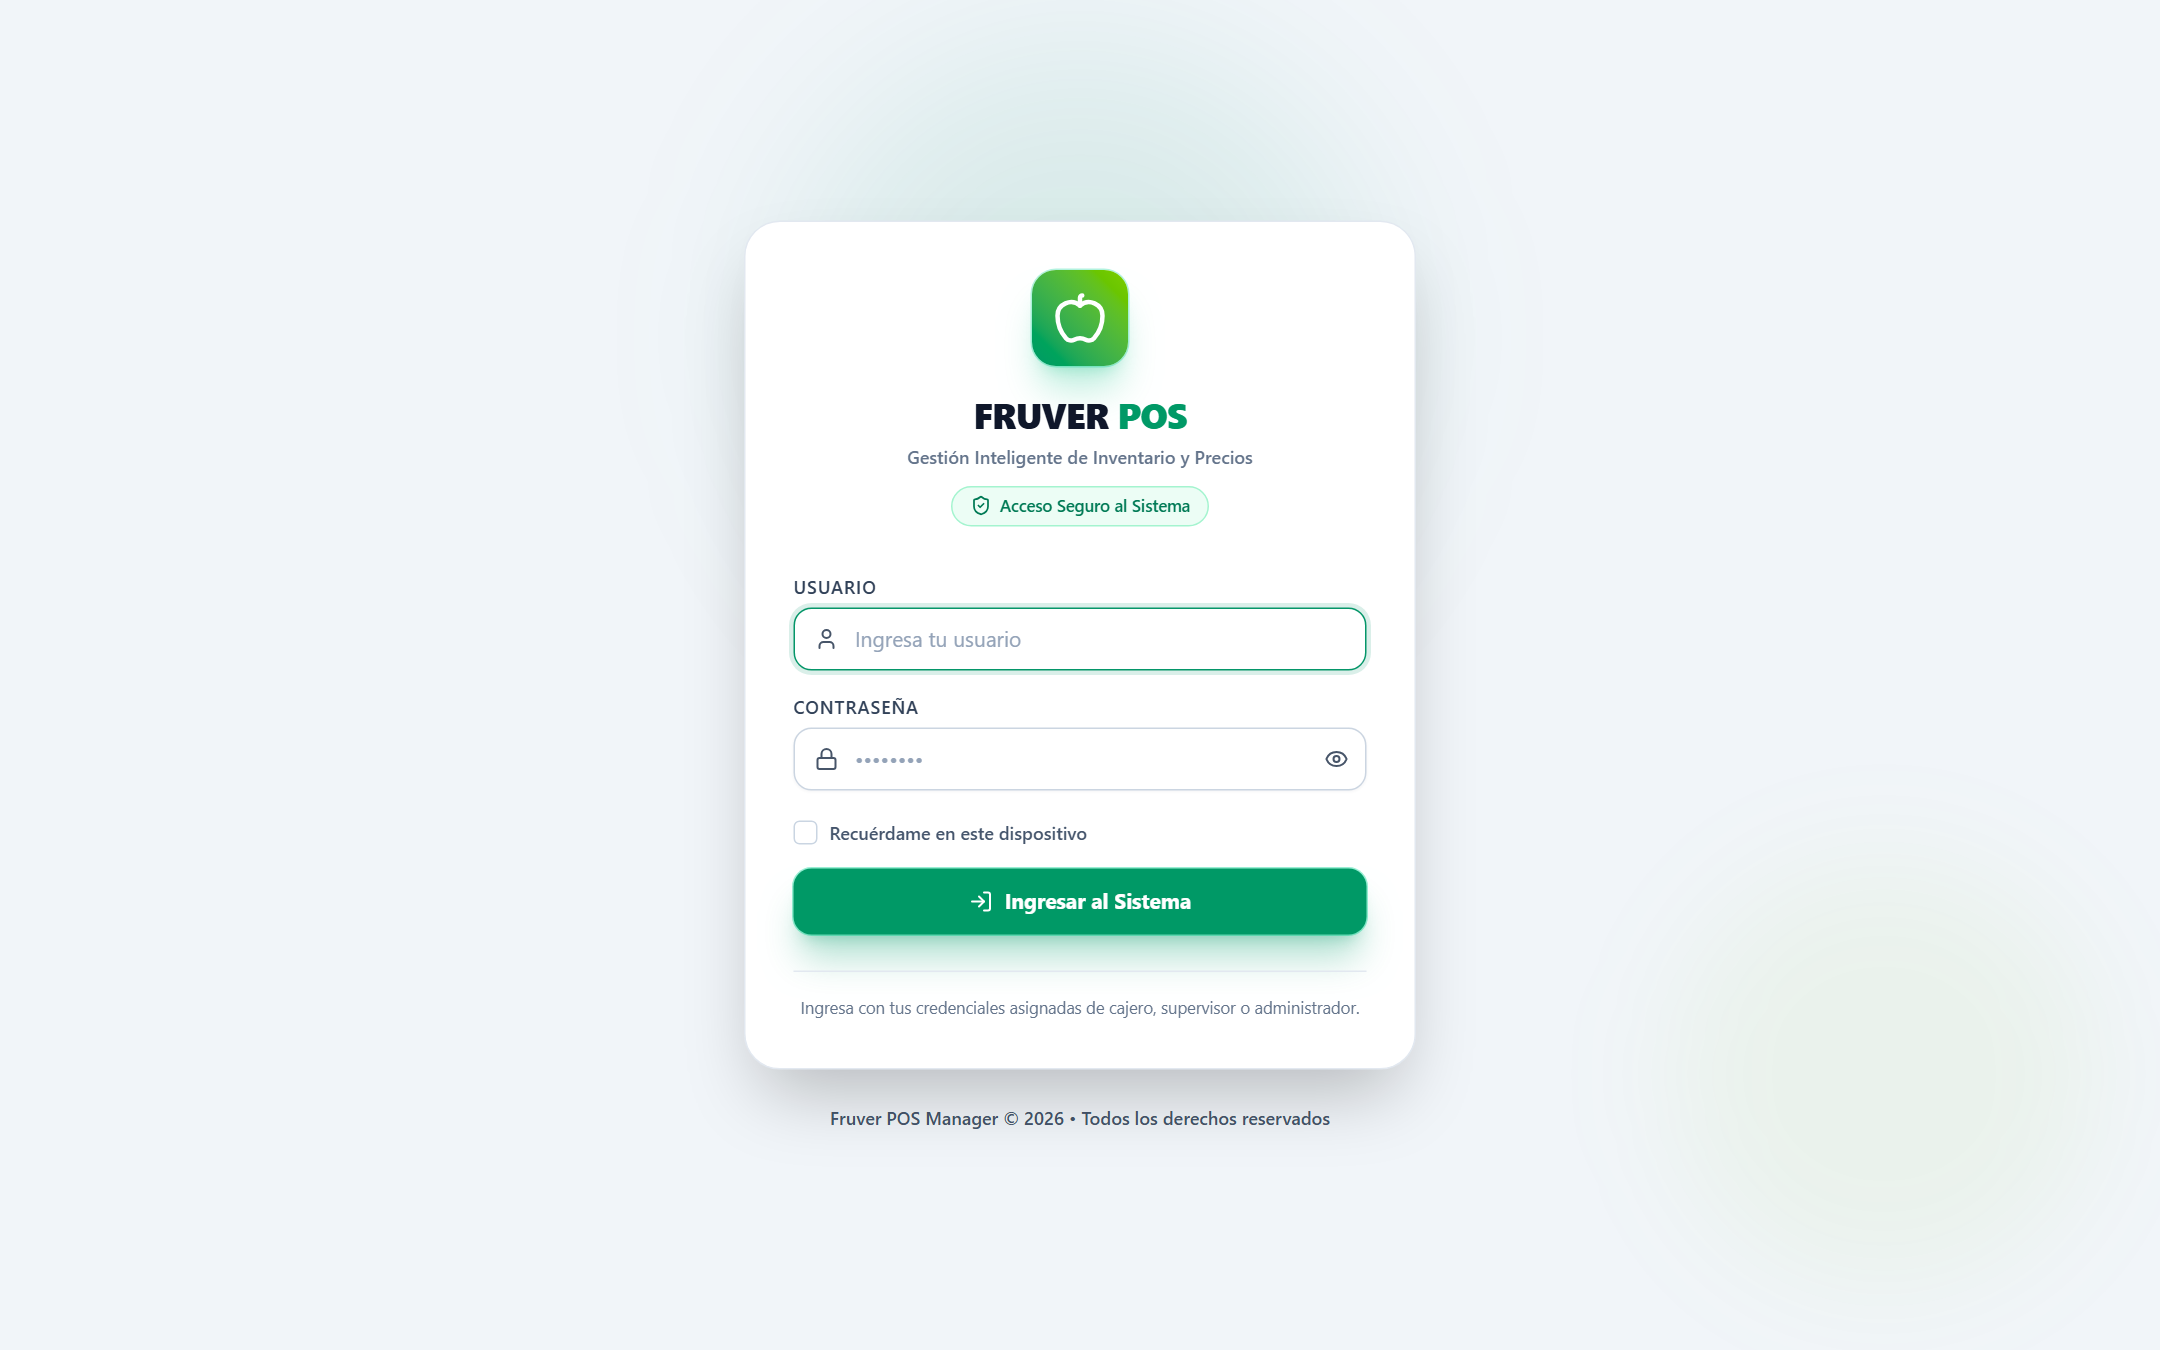 FRUVER POS
Gestión Inteligente de Inventario y Precios
Acceso Seguro al Sistema
USUARIO
Ingresa tu usuario
CONTRASEÑA
••••••••
Recuérdame en este dispositivo
Ingresar al Sistema
Ingresa con tus credenciales asignadas de cajero, supervisor o administrador.
Fruver POS Manager © 2026 • Todos los derechos reservados